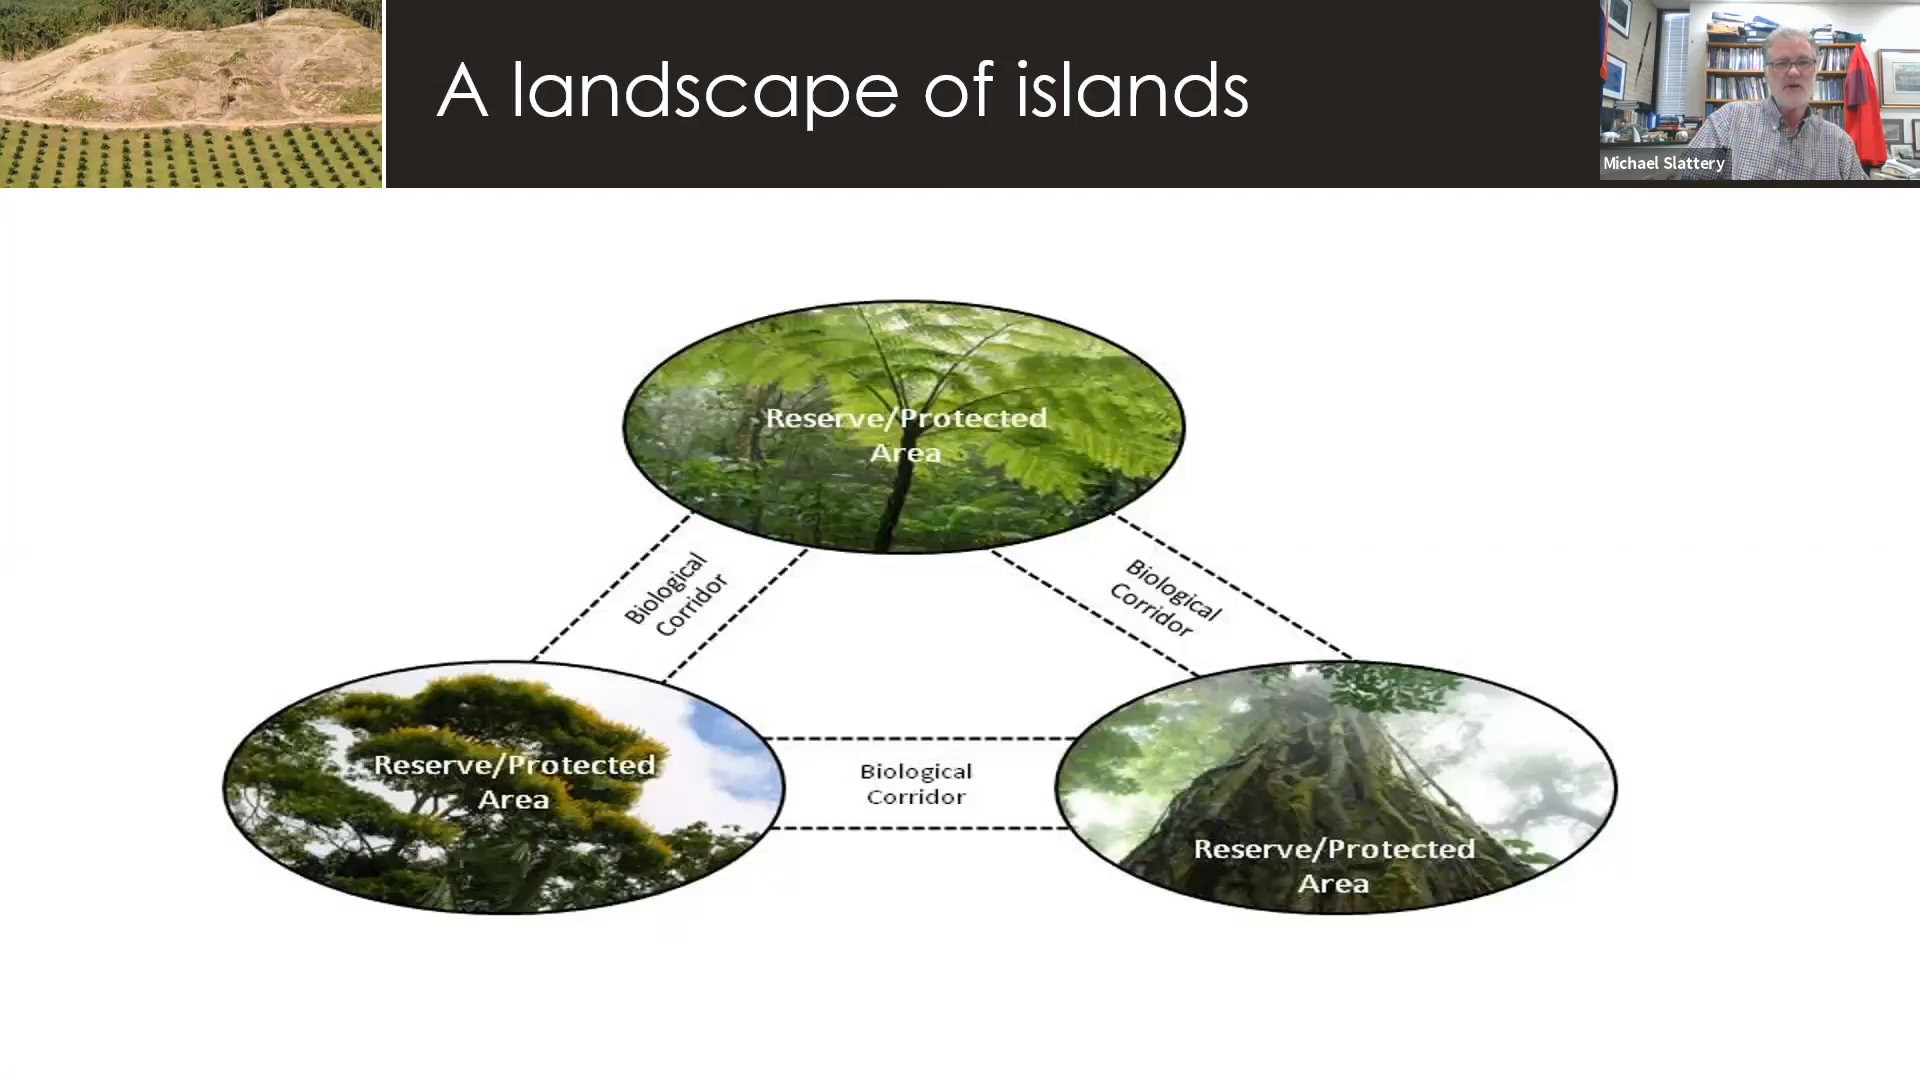 A landscape of islands
Michael Slattery
Reserve/Protected
Area
Biological
Corridor
Biological
Corridor
Reserve/Protected
Area
Biological
Corridor
Reserve/Protected
Area